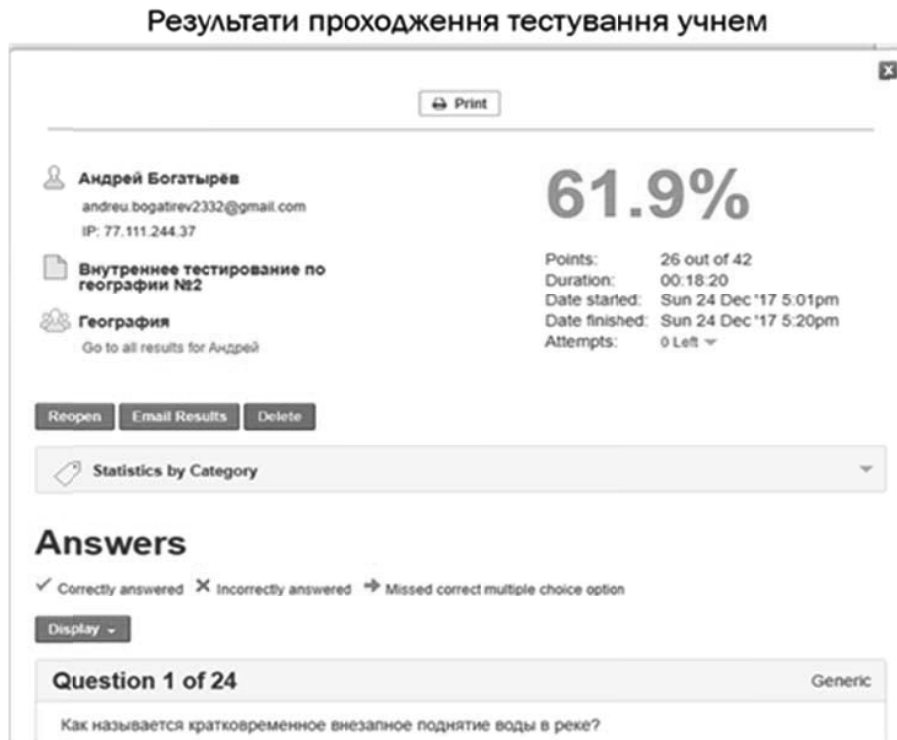 Результати проходження тестування учнем
X
Print
Андрей Богатырёв
andreu.bogatirev2332@gmail.com
IP: 77.111.244.37
Внутреннее тестирование по
географии №2
География
Go to all results for Андрей
61.9%
Points: 26 out of 42
Duration: 00:18:20
Date started: Sun 24 Dec '17 5:01pm
Date finished: Sun 24 Dec '17 5:20pm
Attempts: 0 Left
Reopen Email Results Delete
Statistics by Category
Answers
Correctly answered Incorrectly answered Missed correct multiple choice option
Display
Question 1 of 24 Generic
Как называется кратковременное внезапное поднятие воды в реке?